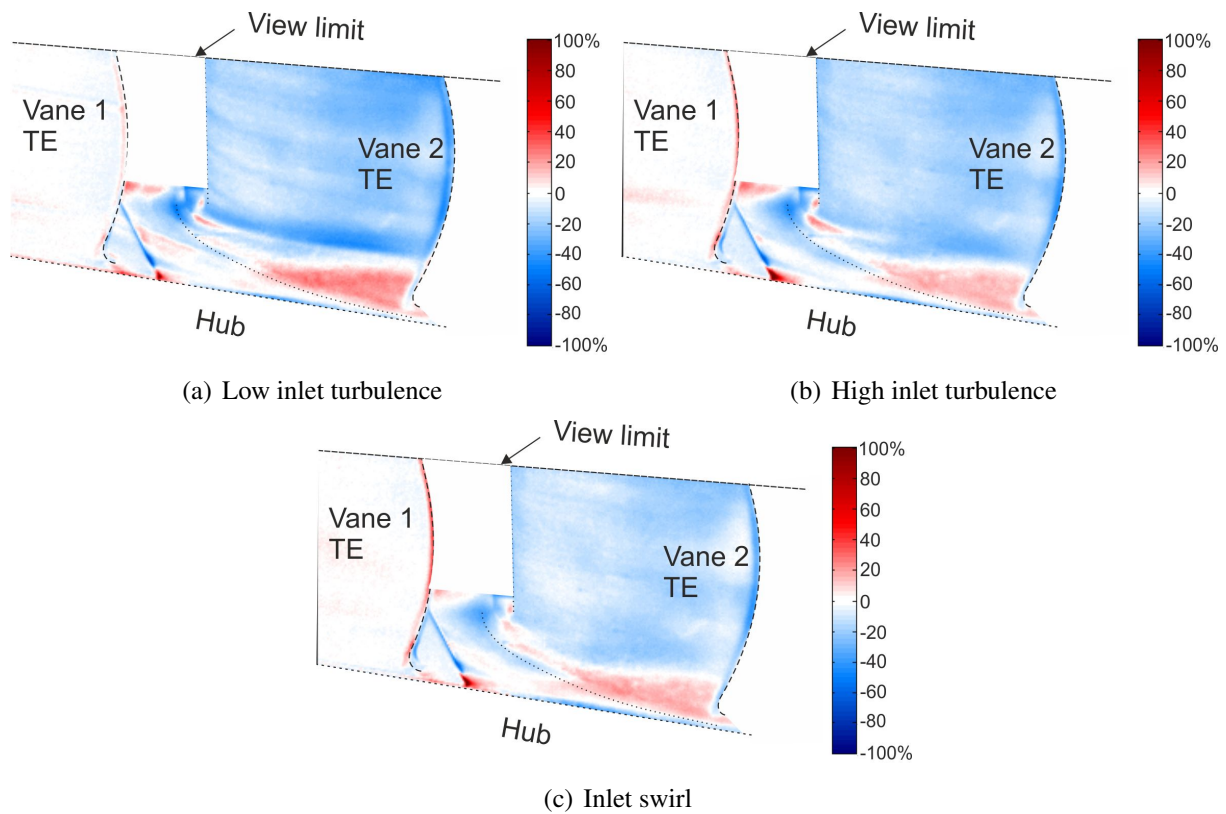 View limit
Vane 1
TE
Vane 2
TE
Hub
100%
80
60
40
20
0
-20
-40
-60
-80
-100%
(a) Low inlet turbulence
View limit
Vane 1
TE
Vane 2
TE
Hub
100%
80
60
40
20
0
-20
-40
-60
-80
-100%
(b) High inlet turbulence
View limit
Vane 1
TE
Vane 2
TE
Hub
100%
80
60
40
20
0
-20
-40
-60
-80
-100%
(c) Inlet swirl